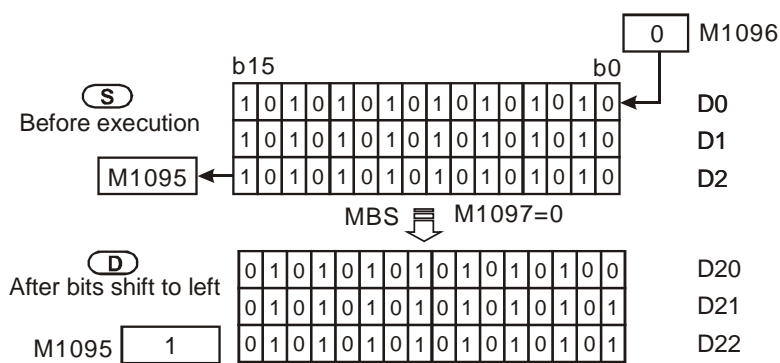 0 M1096
b15 b0
S
Before execution
1 0 1 0 1 0 1 0 1 0 1 0 1 0 1 0 D0
1 0 1 0 1 0 1 0 1 0 1 0 1 0 1 0 D1
M1095 1 0 1 0 1 0 1 0 1 0 1 0 1 0 1 0 D2
MBS M1097=0
D
After bits shift to left
0 1 0 1 0 1 0 1 0 1 0 1 0 1 0 0 D20
0 1 0 1 0 1 0 1 0 1 0 1 0 1 0 1 D21
M1095 1 0 1 0 1 0 1 0 1 0 1 0 1 0 1 0 1 D22